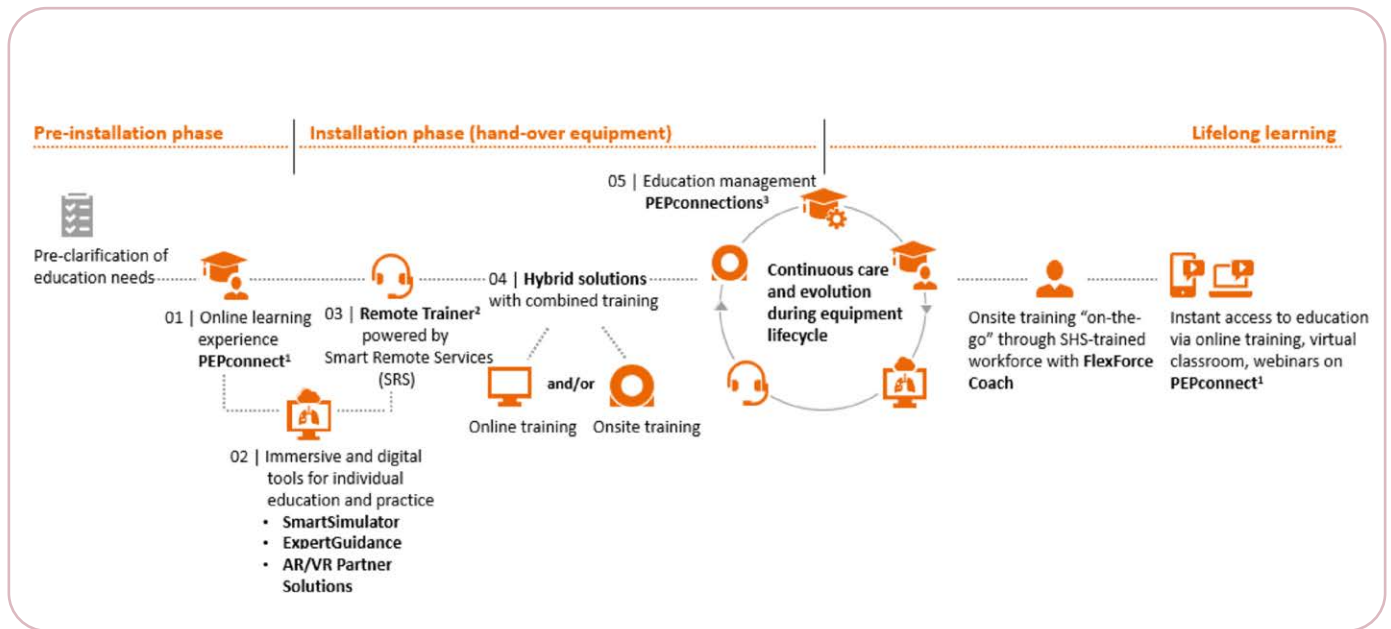 Pre-installation phase
Installation phase (hand-over equipment)
Lifelong learning
Pre-clarification of
education needs
01 | Online learning
experience
PEPconnect¹
02 | Immersive and digital
tools for individual
education and practice
• SmartSimulator
• ExpertGuidance
• AR/VR Partner
Solutions
03 | Remote Trainer²
powered by
Smart Remote Services
(SRS)
04 | Hybrid solutions
with combined training
and/or
Online training
Onsite training
05 | Education management
PEPconnections³
Continuous care
and evolution
during equipment
lifecycle
Onsite training “on-the-
go” through SHS-trained
workforce with FlexForce
Coach
Instant access to education
via online training, virtual
classroom, webinars on
PEPconnect¹